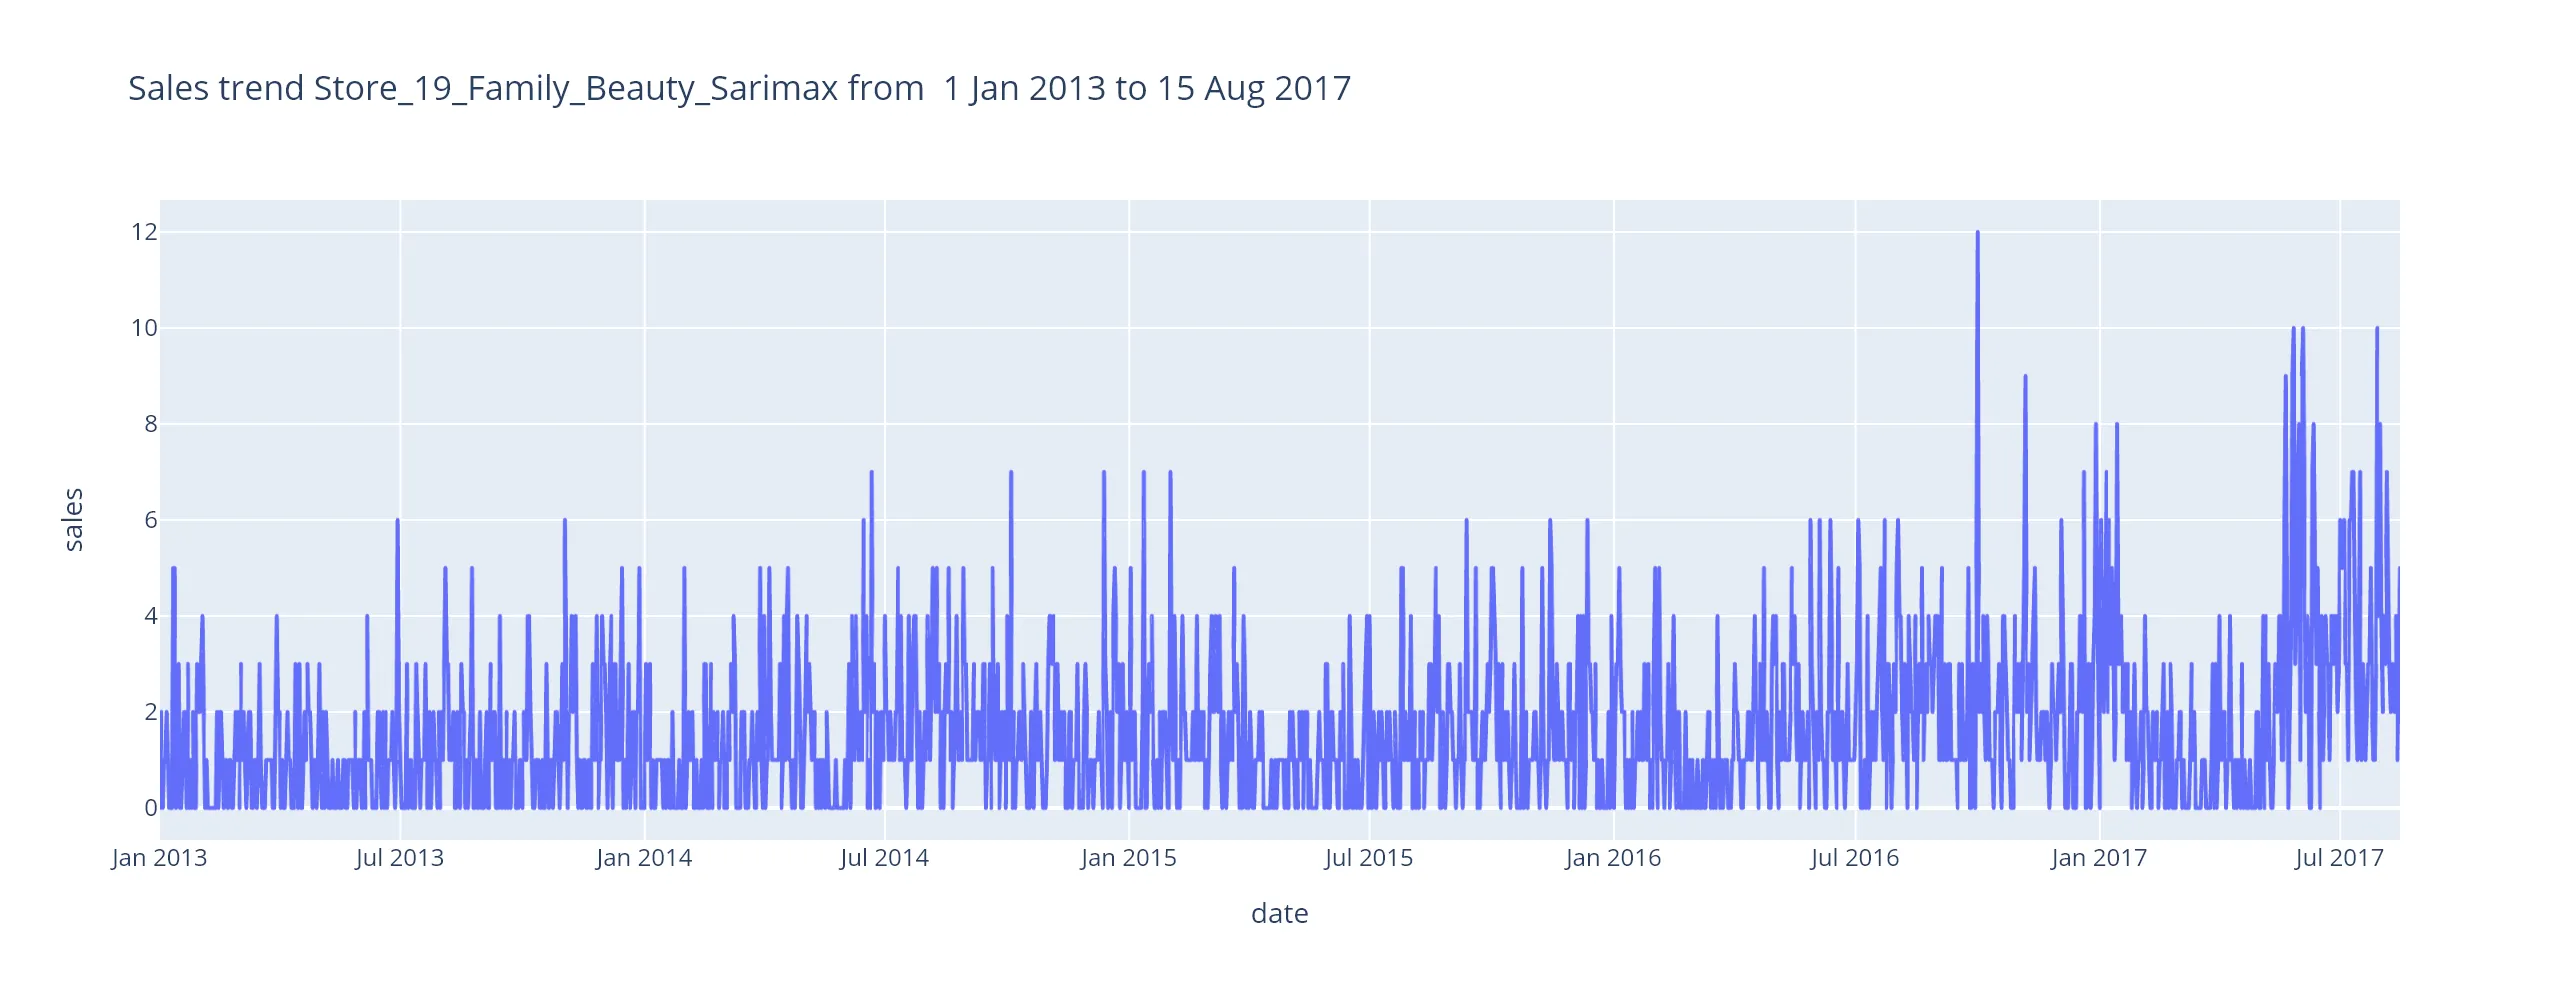 Sales trend Store_19_Family_Beauty_Sarimax from  1 Jan 2013 to 15 Aug 2017
12
10
8
6
4
2
0
sales
Jan 2013 Jul 2013 Jan 2014 Jul 2014 Jan 2015 Jul 2015 Jan 2016 Jul 2016 Jan 2017 Jul 2017
date